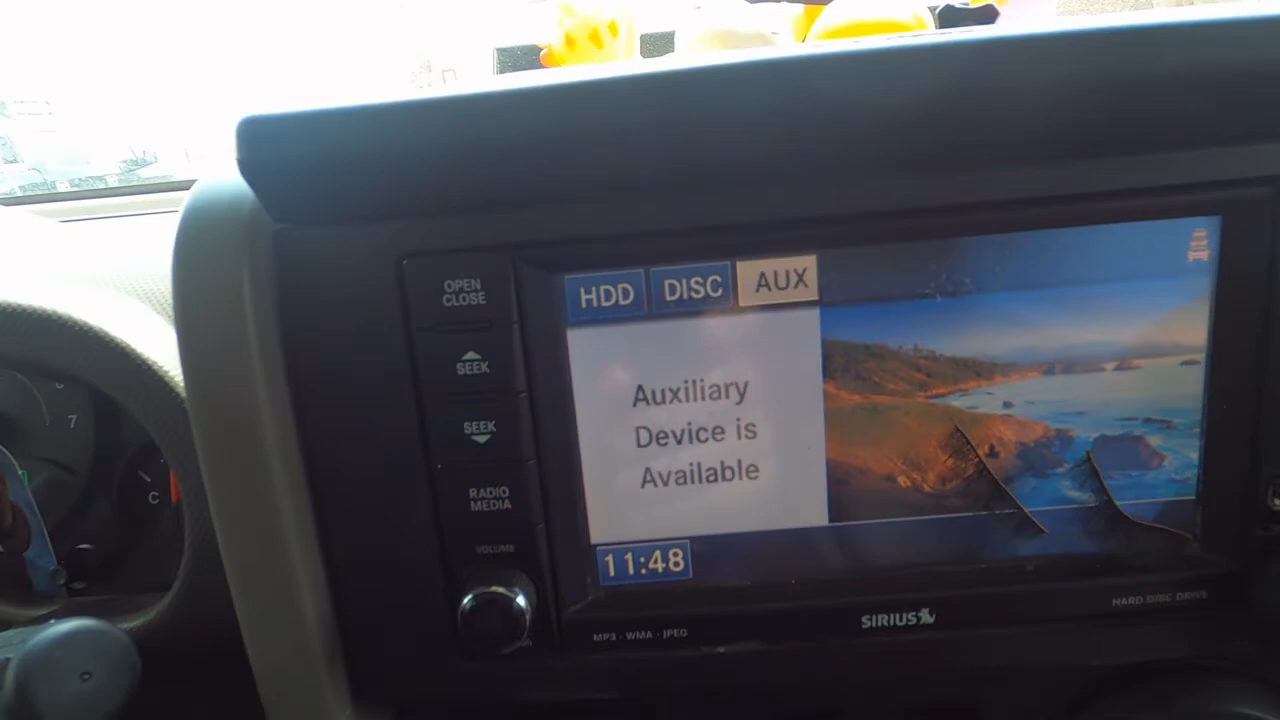 OPEN
CLOSE
SEEK
SEEK
RADIO
MEDIA
VOLUME
HDD DISC AUX
Auxiliary
Device is
Available
11:48
MP3 · WMA · JPEG
SIRIUS
HARD DISC DRIVE
7
C